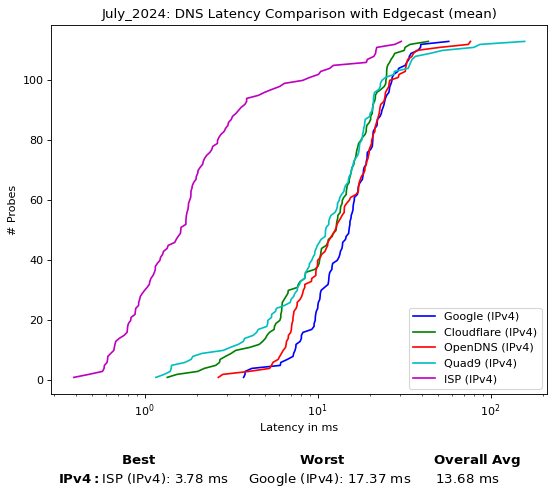 July_2024: DNS Latency Comparison with Edgecast (mean)
# Probes
100
80
60
40
20
0
Google (IPv4)
Cloudflare (IPv4)
OpenDNS (IPv4)
Quad9 (IPv4)
ISP (IPv4)
10⁰ 10¹ 10²
Latency in ms
Best Worst Overall Avg
IPv4: ISP (IPv4): 3.78 ms Google (IPv4): 17.37 ms 13.68 ms